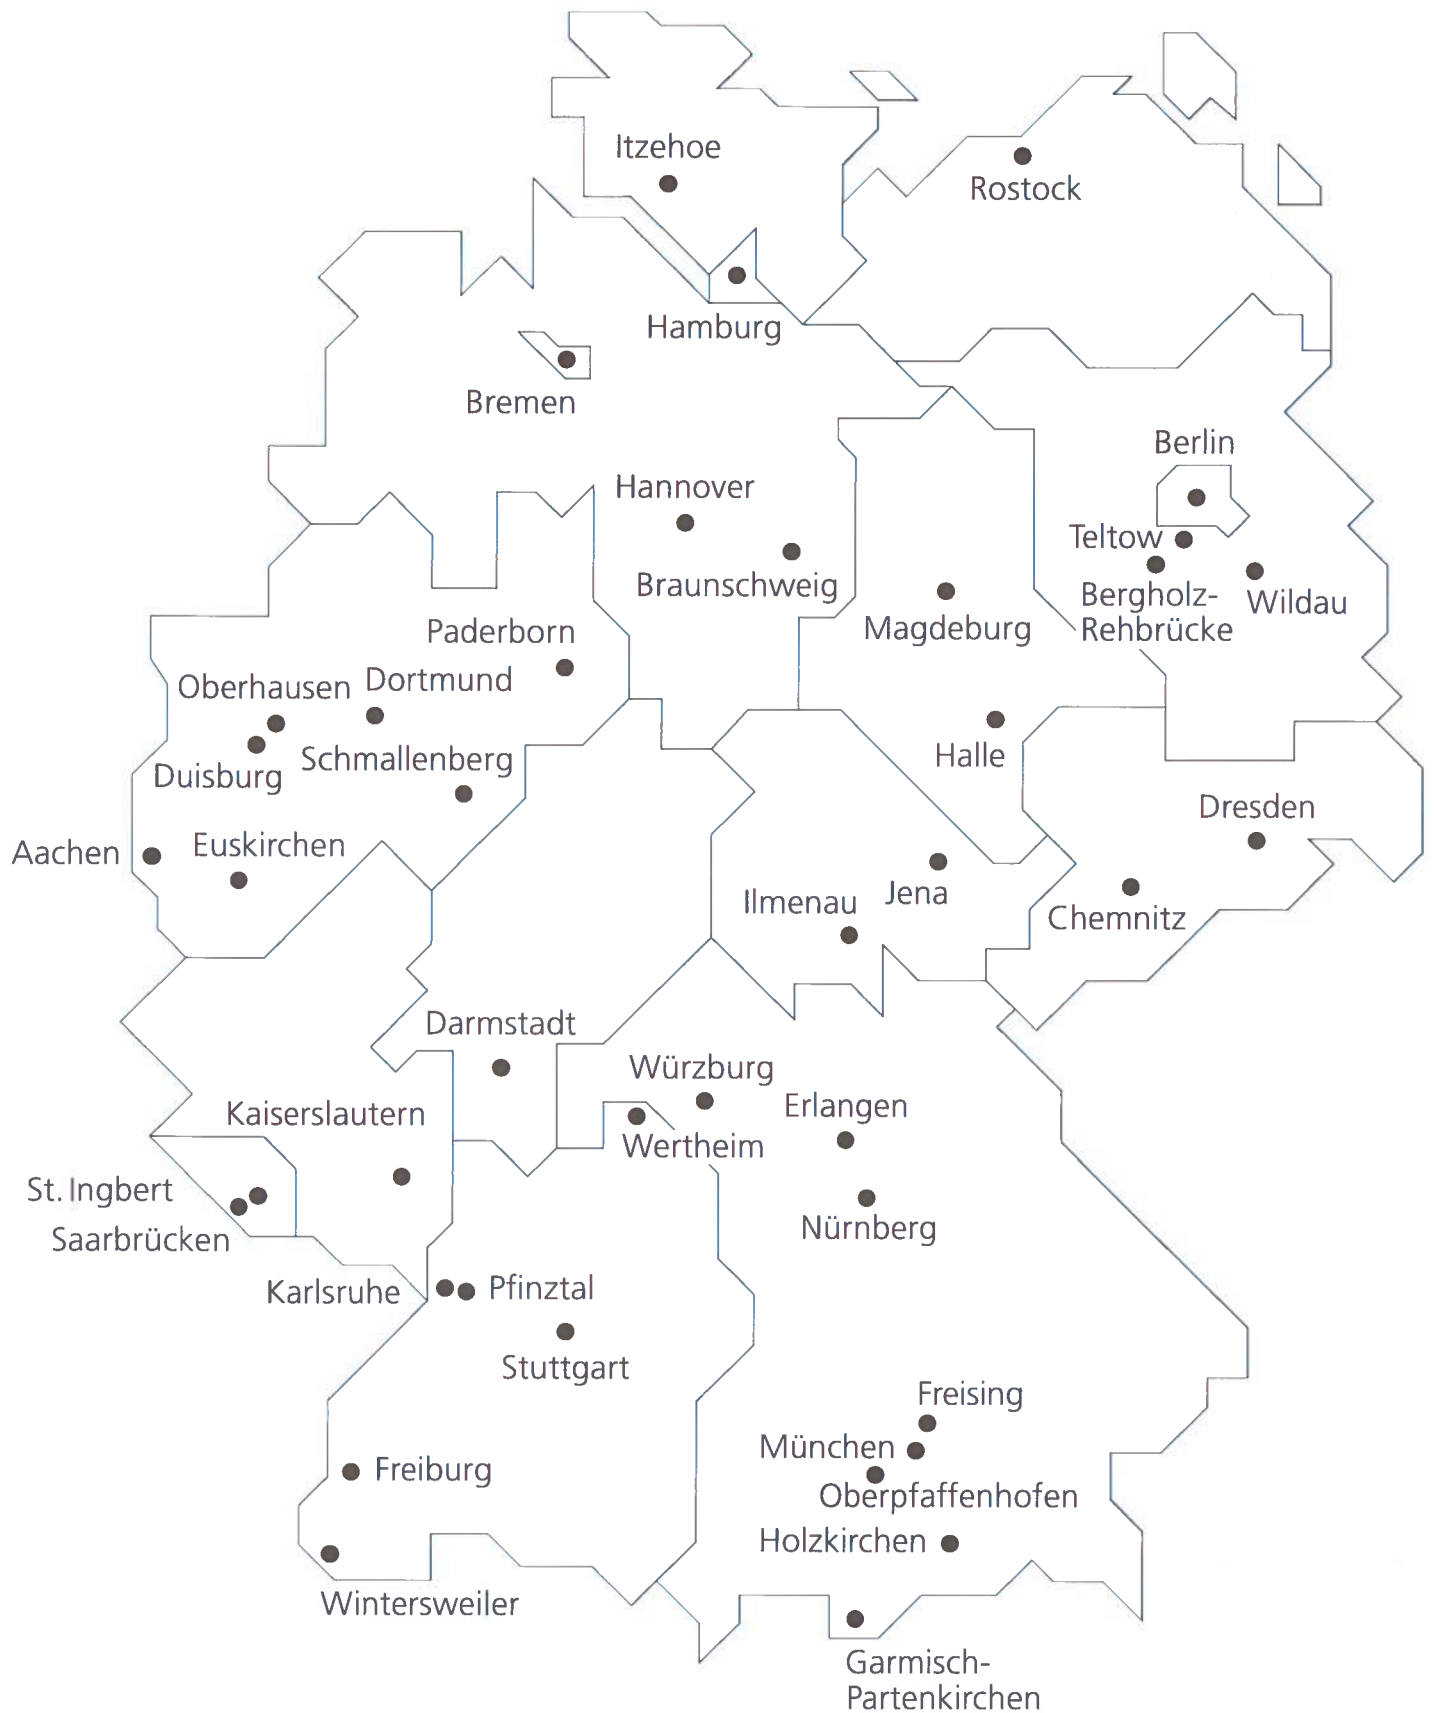 Itzehoe
Rostock
Hamburg
Bremen
Berlin
Hannover
Teltow
Braunschweig
Bergholz-
Rehbrücke
Wildau
Magdeburg
Paderborn
Oberhausen
Dortmund
Halle
Schmallenberg
Duisburg
Dresden
Aachen
Euskirchen
Jena
Ilmenau
Chemnitz
Darmstadt
Würzburg
Erlangen
Kaiserslautern
Wertheim
St. Ingbert
Nürnberg
Saarbrücken
Karlsruhe
Pfinztal
Stuttgart
Freising
München
Freiburg
Oberpfaffenhofen
Holzkirchen
Wintersweiler
Garmisch-
Partenkirchen